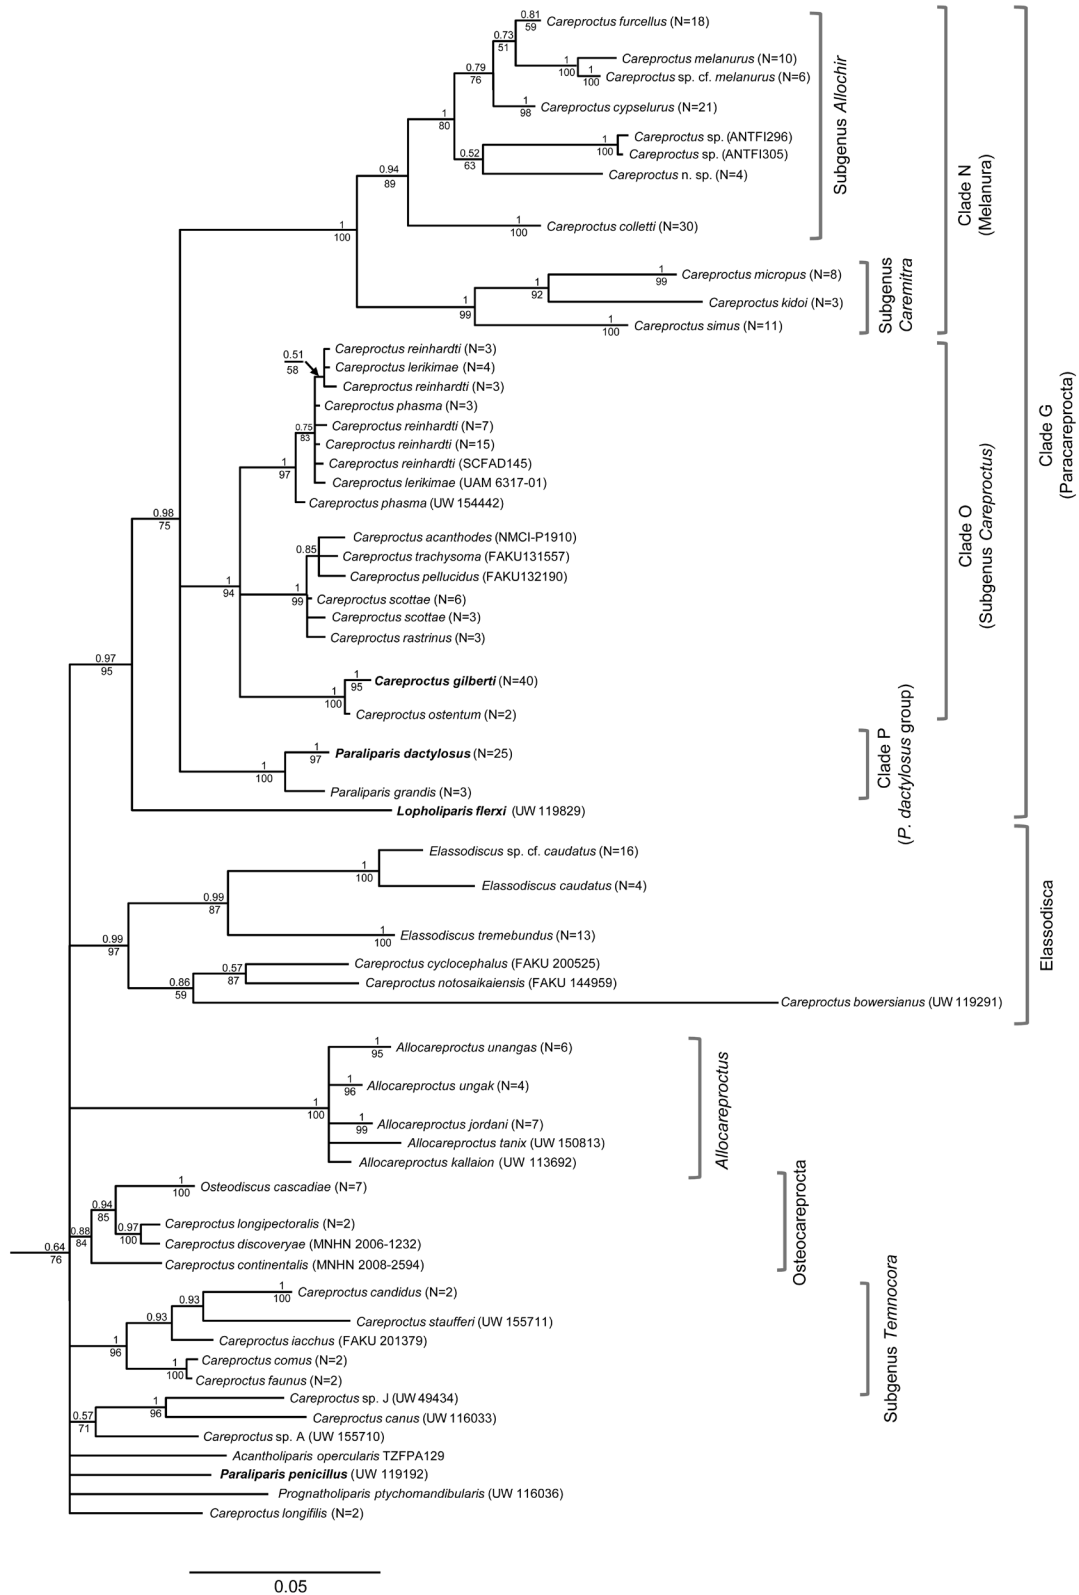 0.81
59
Careproctus furcellus (N=18)
0.73
51
1
100
Careproctus melanurus (N=10)
1
100
Careproctus sp. cf. melanurus (N=6)
0.79
76
1
98
Careproctus cypselurus (N=21)
1
80
1
100
Careproctus sp. (ANTFI296)
Careproctus sp. (ANTFI305)
0.52
63
Careproctus n. sp. (N=4)
0.94
89
1
100
Careproctus colletti (N=30)
Subgenus Allochir
1
100
1
99
Careproctus micropus (N=8)
1
92
Careproctus kidoi (N=3)
1
99
1
100
Careproctus simus (N=11)
Subgenus
Caremitra
Clade N
(Melanura)
0.51
58
Careproctus reinhardti (N=3)
Careproctus lerikimae (N=4)
Careproctus reinhardti (N=3)
Careproctus phasma (N=3)
0.75
83
Careproctus reinhardti (N=7)
Careproctus reinhardti (N=15)
1
97
Careproctus reinhardti (SCFAD145)
Careproctus lerikimae (UAM 6317-01)
Careproctus phasma (UW 154442)
0.98
75
Careproctus acanthodes (NMCI-P1910)
0.85
Careproctus trachysoma (FAKU131557)
Careproctus pellucidus (FAKU132190)
1
94
1
99
Careproctus scottae (N=6)
Careproctus scottae (N=3)
Careproctus rastrinus (N=3)
0.97
95
1
95
Careproctus gilberti (N=40)
1
100
Careproctus ostentum (N=2)
Clade O
(Subgenus Careproctus)
1
97
Paraliparis dactylosus (N=25)
1
100
Paraliparis grandis (N=3)
Clade P
(P. dactylosus group)
Lopholiparis flerxi (UW 119829)
Clade G
(Paracareprocta)
Elassodiscus sp. cf. caudatus (N=16)
1
100
Elassodiscus caudatus (N=4)
0.99
87
1
100
Elassodiscus tremebundus (N=13)
0.99
97
Careproctus cyclocephalus (FAKU 200525)
0.57
87
Careproctus notosaikaiensis (FAKU 144959)
0.86
59
Careproctus bowersianus (UW 119291)
Elassodisca
1
95
Allocareproctus unangas (N=6)
1
96
Allocareproctus ungak (N=4)
1
100
1
99
Allocareproctus jordani (N=7)
Allocareproctus tanix (UW 150813)
Allocareproctus kallaion (UW 113692)
Allocareproctus
1
100
Osteodiscus cascadiae (N=7)
0.94
85
0.97
100
Careproctus longipectoralis (N=2)
0.88
84
Careproctus discoveryae (MNHN 2006-1232)
Careproctus continentalis (MNHN 2008-2594)
Osteocareprocta
0.64
76
1
100
Careproctus candidus (N=2)
0.93
0.93
Careproctus staufferi (UW 155711)
1
96
Careproctus iacchus (FAKU 201379)
1
100
Careproctus comus (N=2)
Careproctus faunus (N=2)
Subgenus Temnocora
1
96
Careproctus sp. J (UW 49434)
0.57
71
Careproctus canus (UW 116033)
Careproctus sp. A (UW 155710)
Acantholiparis opercularis TZFPA129
Paraliparis penicillus (UW 119192)
Prognatholiparis ptychomandibularis (UW 116036)
Careproctus longifilis (N=2)
0.05